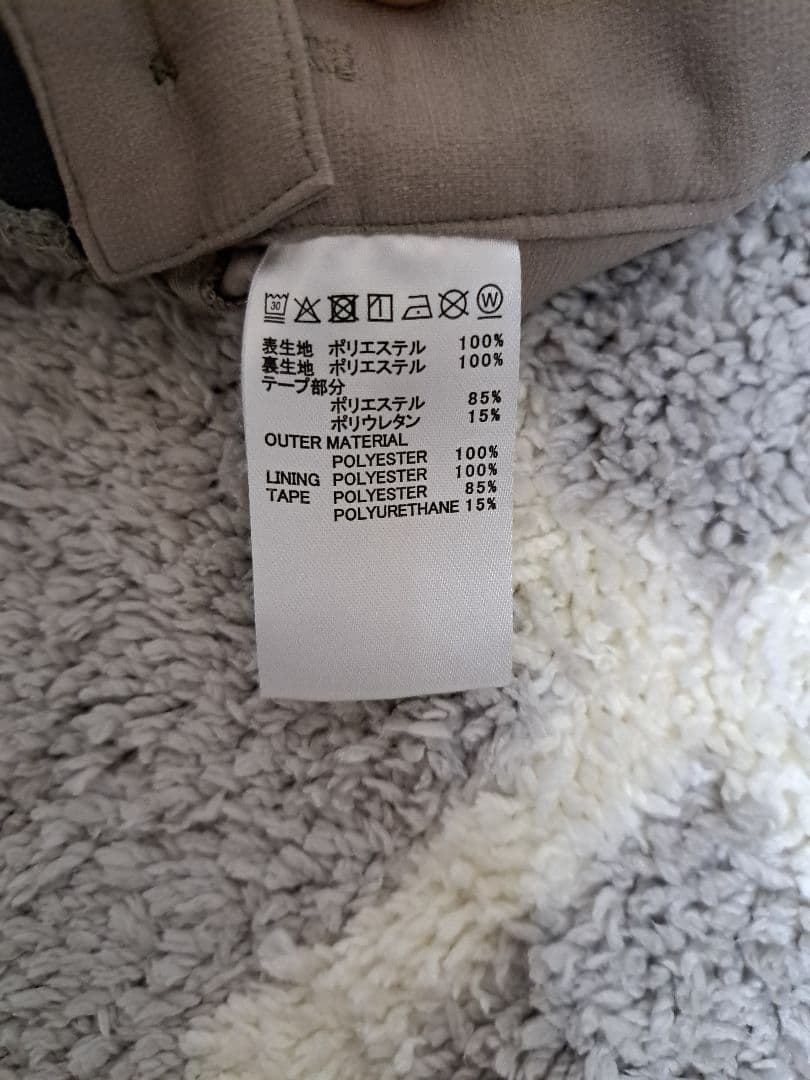 30 W
表生地 ポリエステル 100%
裏生地 ポリエステル 100%
テープ部分
ポリエステル 85%
ポリウレタン 15%
OUTER MATERIAL
POLYESTER 100%
LINING POLYESTER 100%
TAPE POLYESTER 85%
POLYURETHANE 15%